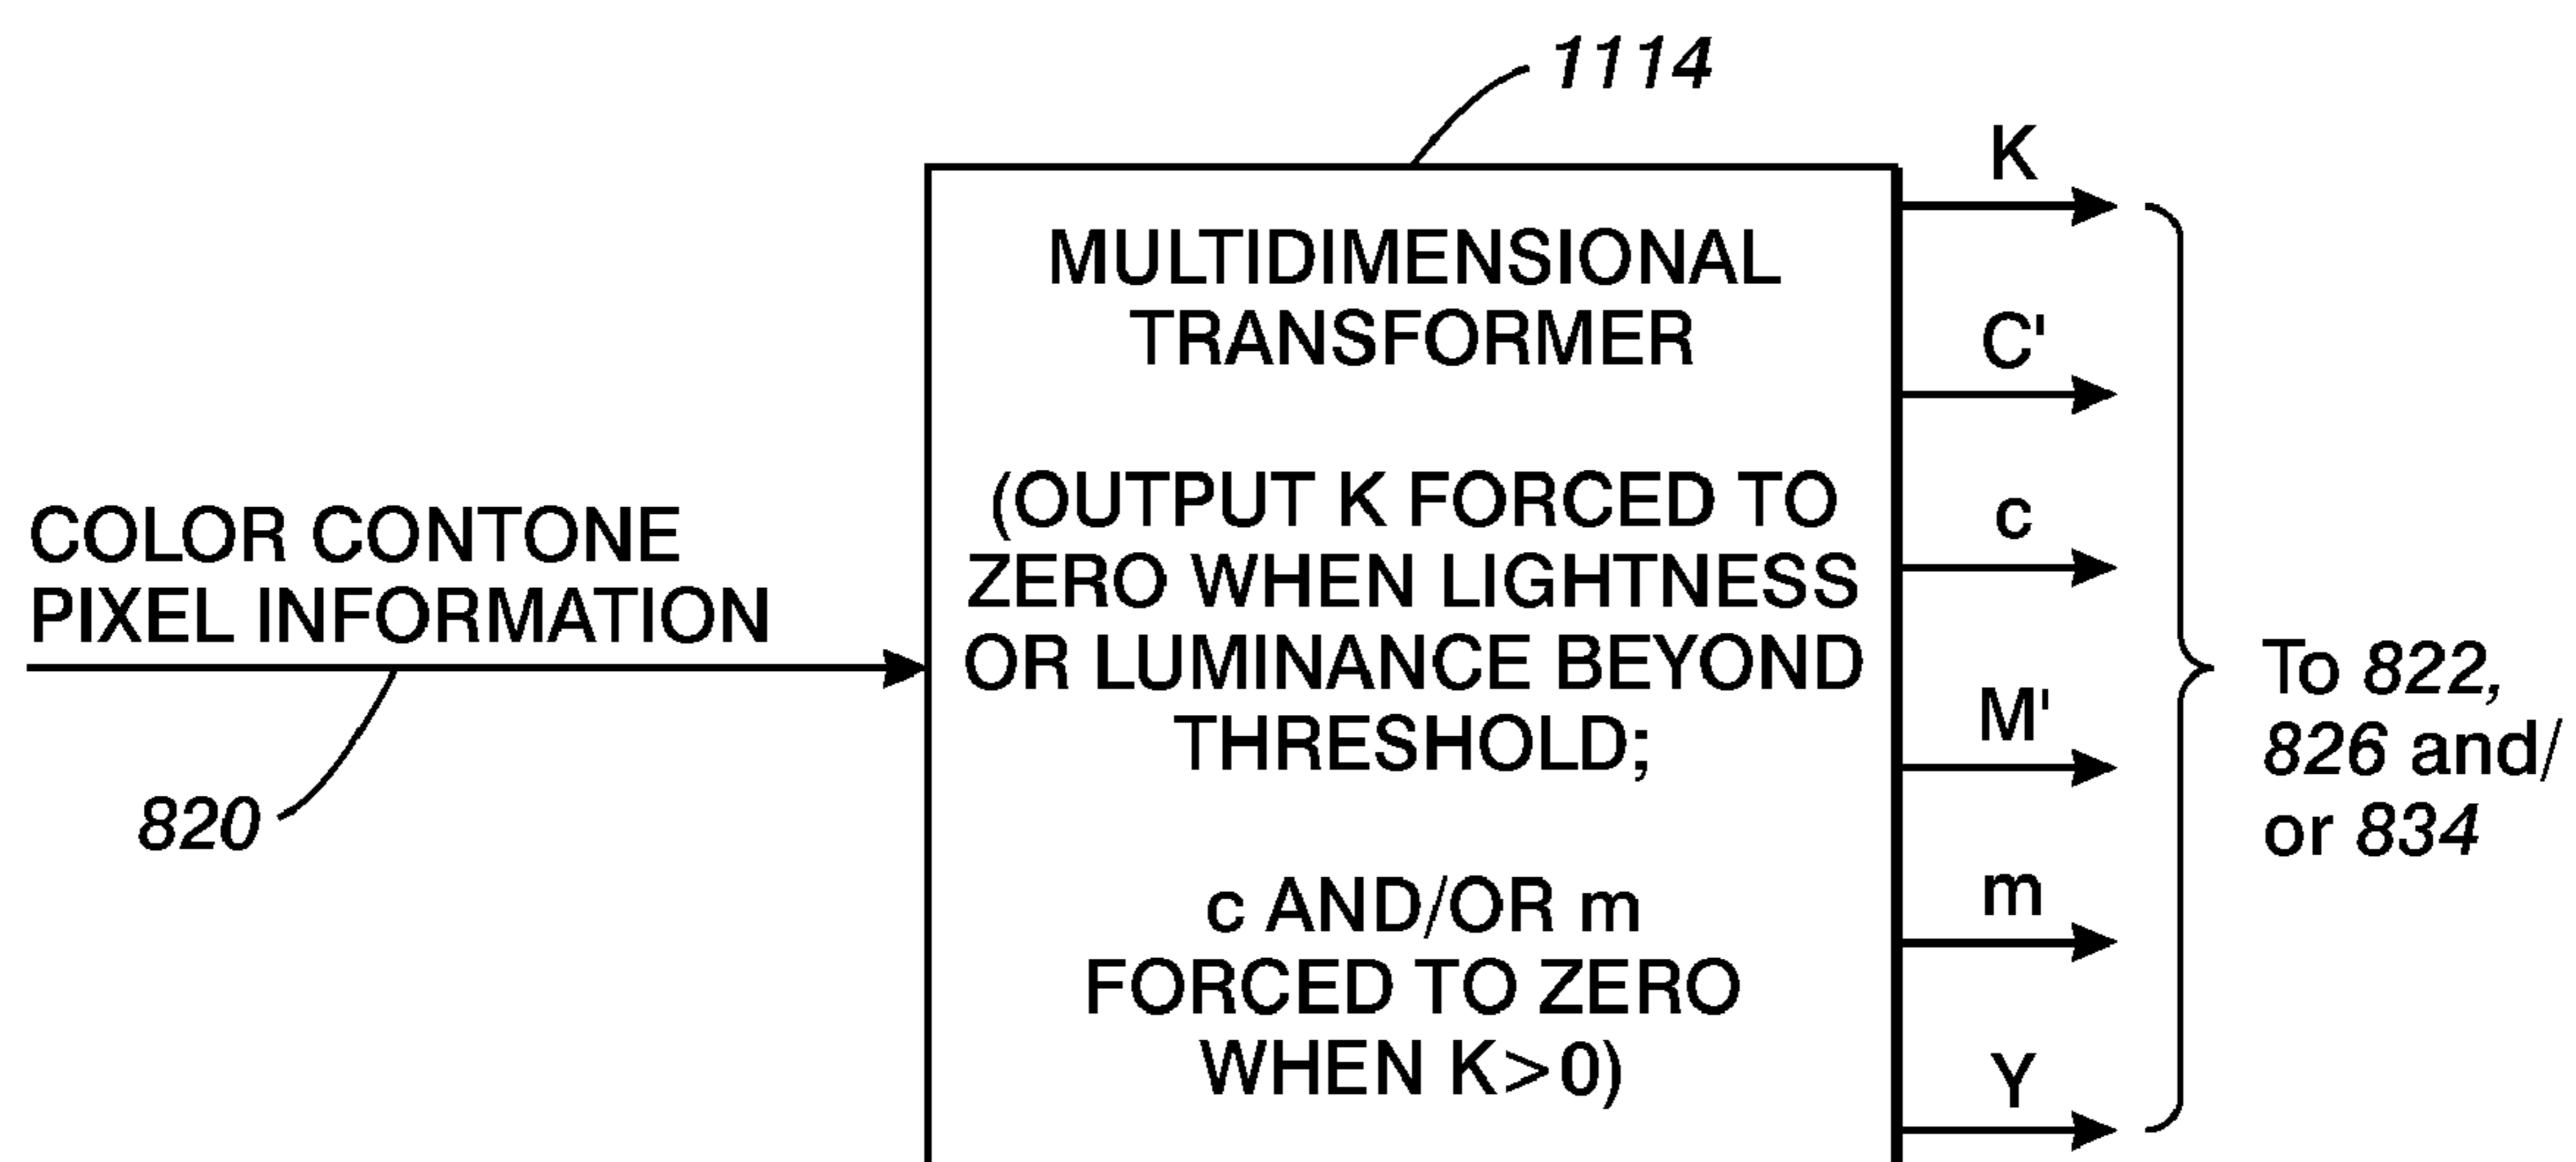 1114
COLOR CONTONE
PIXEL INFORMATION
820
MULTIDIMENSIONAL
TRANSFORMER
(OUTPUT K FORCED TO
ZERO WHEN LIGHTNESS
OR LUMINANCE BEYOND
THRESHOLD;
c AND/OR m
FORCED TO ZERO
WHEN K>0)
K
C'
c
M'
m
Y
To 822,
826 and/
or 834